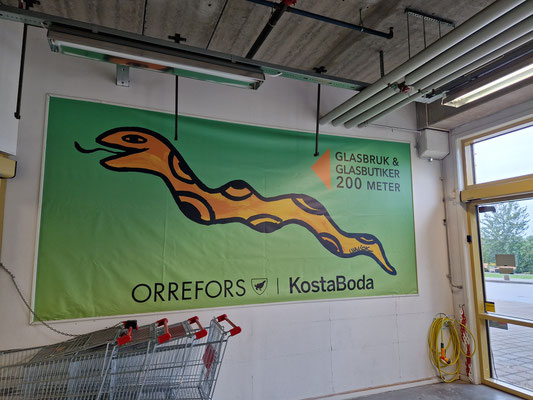 GLASBRUK &
GLASBUTIKER
200 METER
ORREFORS | KostaBoda